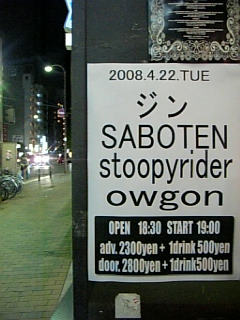 2008.4.22.TUE
ジン
SABOTEN
stoopyrider
owgon
OPEN 18:30 START 19:00
adv. 2300yen + 1drink 500yen
door. 2800yen + 1drink500yen